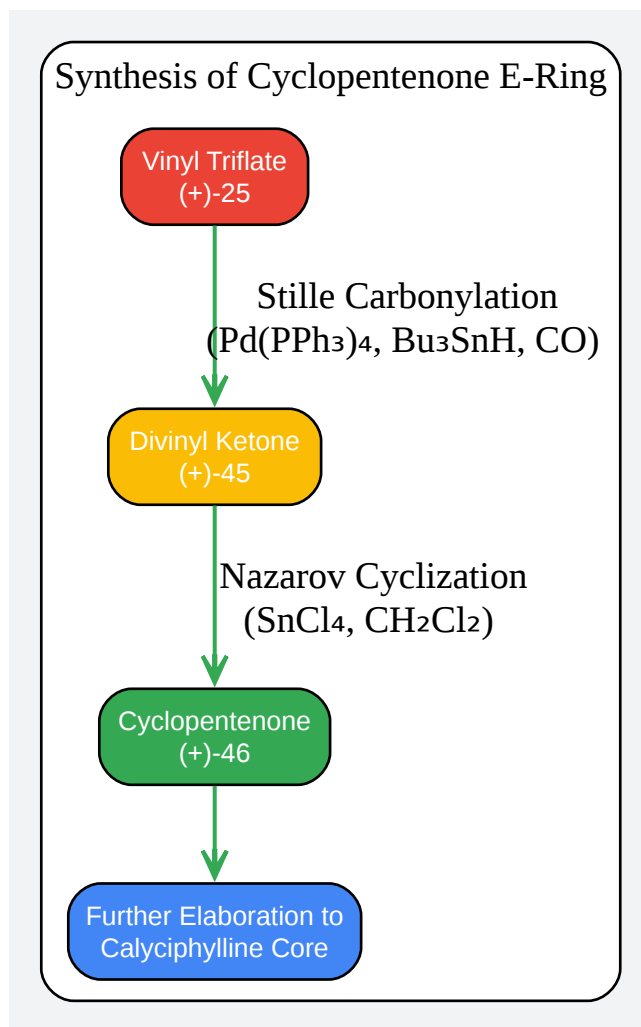 Synthesis of Cyclopentenone E-Ring
Vinyl Triflate
(+)-25
Stille Carbonylation
(Pd(PPh₃)₄, Bu₃SnH, CO)
Divinyl Ketone
(+)-45
Nazarov Cyclization
(SnCl₄, CH₂Cl₂)
Cyclopentenone
(+)-46
Further Elaboration to
Calyciphylline Core